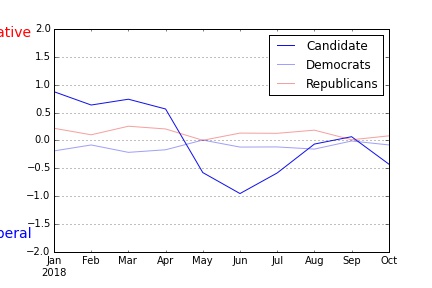 ative
2.0
1.5
1.0
0.5
0.0
−0.5
−1.0
−1.5
−2.0
beral
Candidate
Democrats
Republicans
Jan Feb Mar Apr May Jun Jul Aug Sep Oct
2018